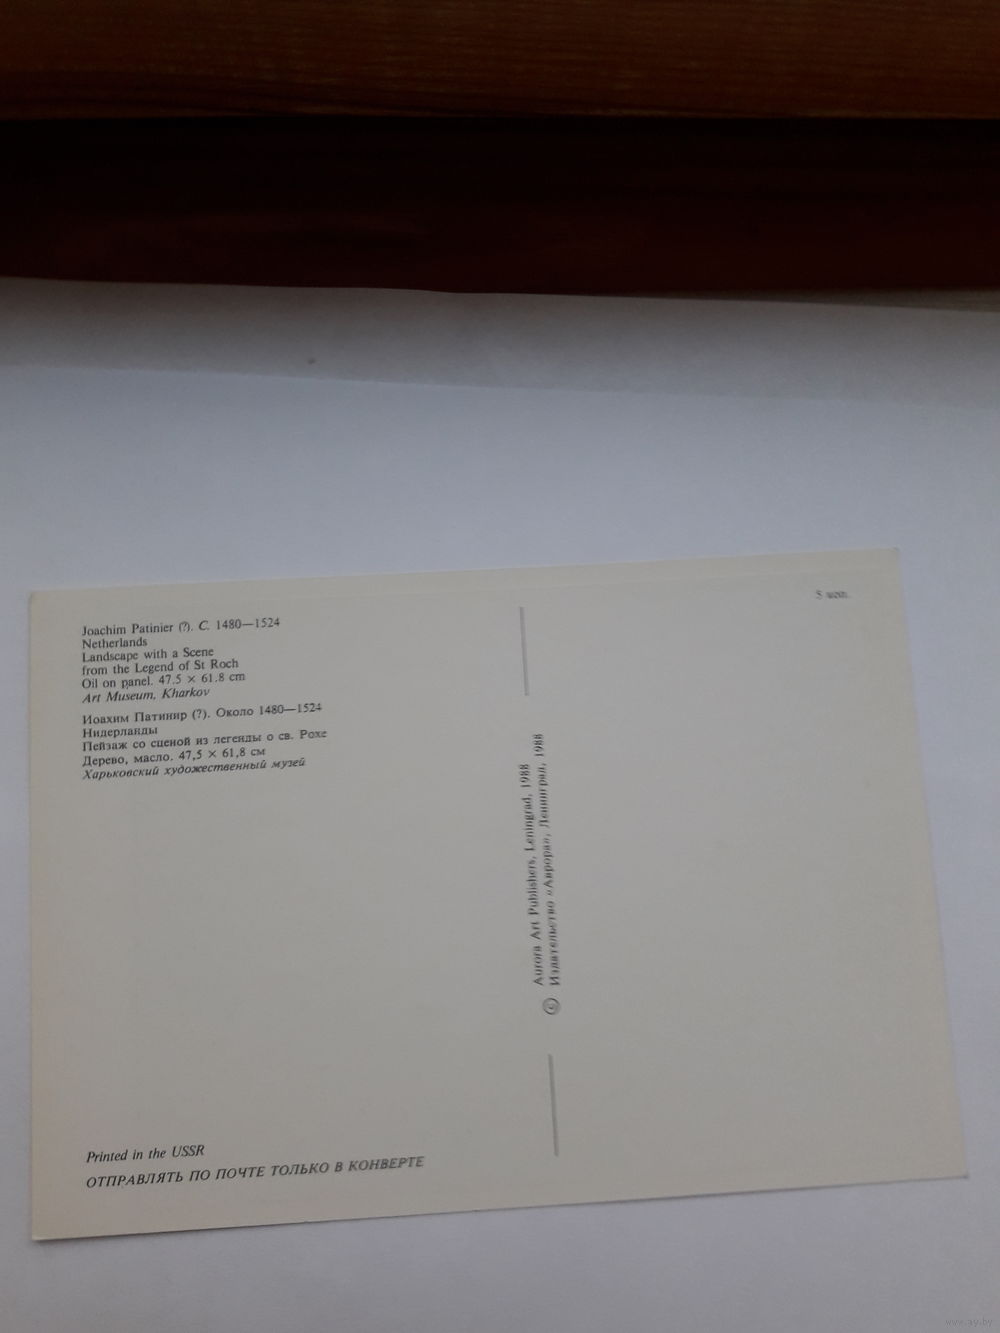 Joachim Patinier (?). C. 1480—1524
Netherlands
Landscape with a Scene
from the Legend of St Roch
Oil on panel. 47.5 × 61.8 cm
Art Museum, Kharkov
Иоахим Патинир (?). Около 1480—1524
Нидерланды
Пейзаж со сценой из легенды о св. Рохе
Дерево, масло. 47,5 × 61,8 см
Харьковский художественный музей
5 коп.
© Aurora Art Publishers, Leningrad, 1988
Издательство «Аврора», Ленинград, 1988
Printed in the USSR
ОТПРАВЛЯТЬ ПО ПОЧТЕ ТОЛЬКО В КОНВЕРТЕ
www.ay.by